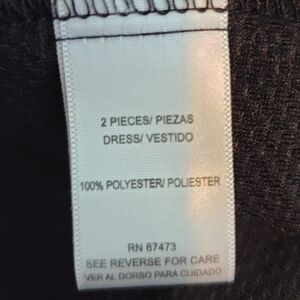 2 PIECES/ PIEZAS
DRESS/ VESTIDO
100% POLYESTER/ POLIESTER
RN 67473
SEE REVERSE FOR CARE
VER AL DORSO PARA CUIDADO